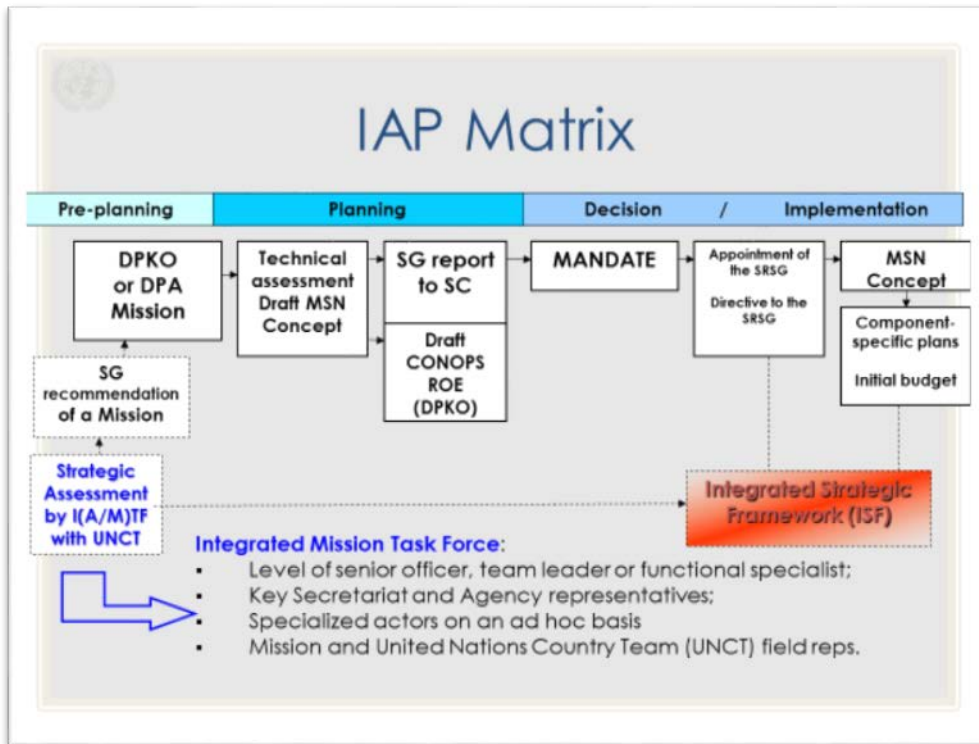 IAP Matrix
Pre-planning
Planning
Decision / Implementation
DPKO
or DPA
Mission
Technical
assessment
Draft MSN
Concept
SG report
to SC
Draft
CONOPS
ROE
(DPKO)
MANDATE
Appointment of
the SRSG
Directive to the
SRSG
MSN
Concept
Component-
specific plans
Initial budget
SG
recommendation
of a Mission
Strategic
Assessment
by I(A/M)TF
with UNCT
Integrated Strategic
Framework (ISF)
Integrated Mission Task Force:
▪ Level of senior officer, team leader or functional specialist;
▪ Key Secretariat and Agency representatives;
▪ Specialized actors on an ad hoc basis
▪ Mission and United Nations Country Team (UNCT) field reps.